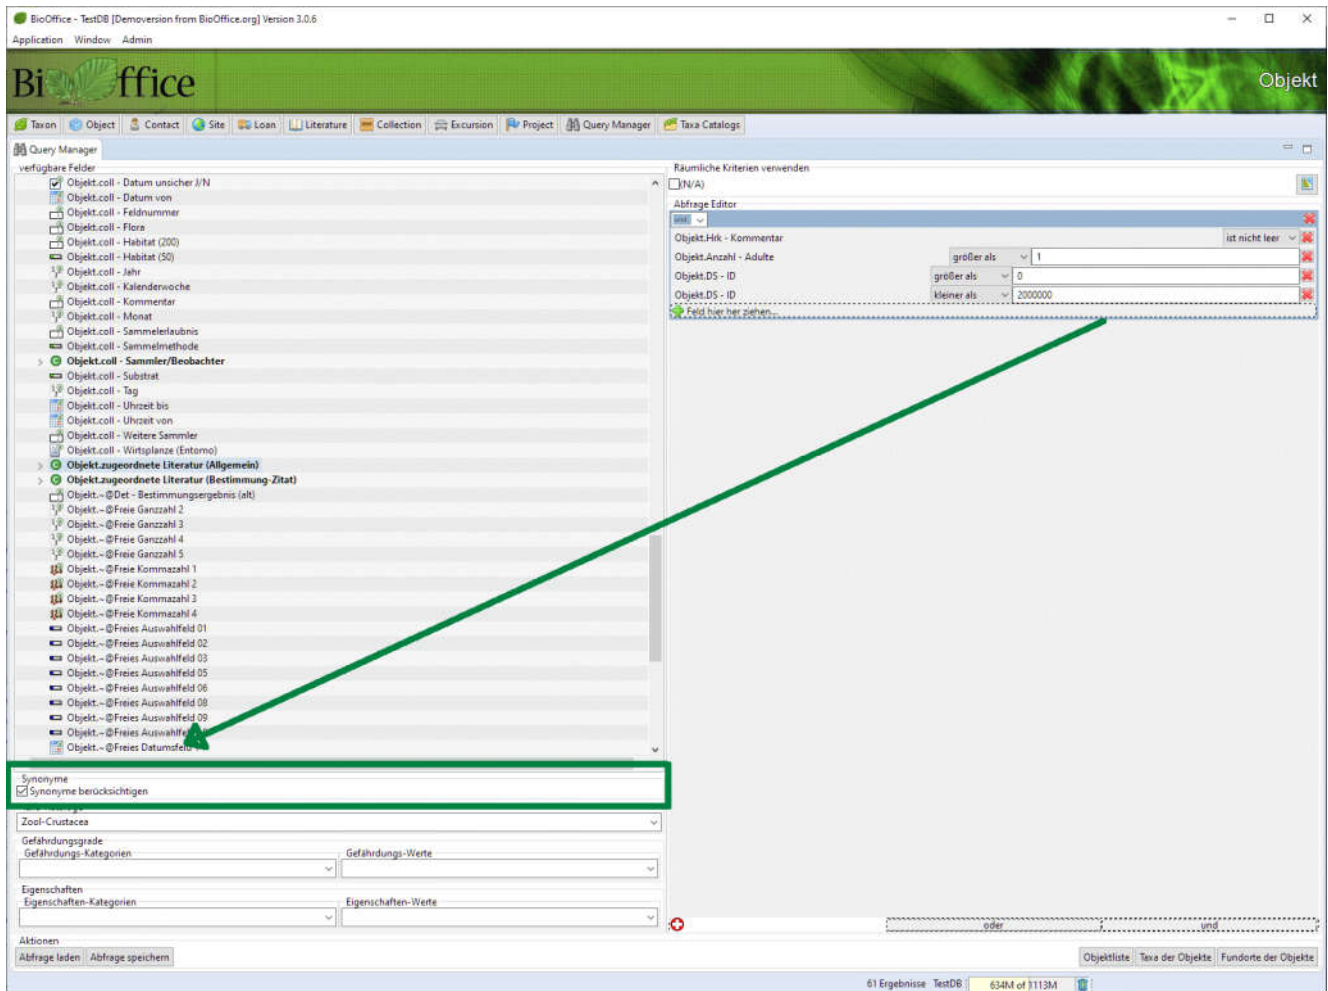 BioOffice - TestDB [Demoversion from BioOffice.org] Version 3.0.6
Application Window Admin
BioOffice
Objekt
Taxon Object Contact Site Loan Literature Collection Excursion Project Query Manager Taxa Catalogs
Query Manager
verfügbare Felder
Objekt.coll - Datum unsicher J/N
Objekt.coll - Datum von
Objekt.coll - Feldnummer
Objekt.coll - Flora
Objekt.coll - Habitat (200)
Objekt.coll - Habitat (50)
Objekt.coll - Jahr
Objekt.coll - Kalenderwoche
Objekt.coll - Kommentar
Objekt.coll - Monat
Objekt.coll - Sammelerlaubnis
Objekt.coll - Sammelmethode
Objekt.coll - Sammler/Beobachter
Objekt.coll - Substrat
Objekt.coll - Tag
Objekt.coll - Uhrzeit bis
Objekt.coll - Uhrzeit von
Objekt.coll - Weitere Sammler
Objekt.coll - Wirtsplanze (Entomo)
Objekt.zugeordnete Literatur (Allgemein)
Objekt.zugeordnete Literatur (Bestimmung-Zitat)
Objekt.~@Det - Bestimmungsergebnis (alt)
Objekt.~@Freie Ganzzahl 2
Objekt.~@Freie Ganzzahl 3
Objekt.~@Freie Ganzzahl 4
Objekt.~@Freie Ganzzahl 5
Objekt.~@Freie Kommazahl 1
Objekt.~@Freie Kommazahl 2
Objekt.~@Freie Kommazahl 3
Objekt.~@Freie Kommazahl 4
Objekt.~@Freies Auswahlfeld 01
Objekt.~@Freies Auswahlfeld 02
Objekt.~@Freies Auswahlfeld 03
Objekt.~@Freies Auswahlfeld 05
Objekt.~@Freies Auswahlfeld 06
Objekt.~@Freies Auswahlfeld 08
Objekt.~@Freies Auswahlfeld 09
Objekt.~@Freies
Objekt.~@Freies Datumsfeld
Synonyme
Synonyme berücksichtigen
Zool-Crustacea
Gefährdungsgrade
Gefährdungs-Kategorien Gefährdungs-Werte
Eigenschaften
Eigenschaften-Kategorien Eigenschaften-Werte
Aktionen
Abfrage laden Abfrage speichern
Räumliche Kriterien verwenden
(N/A)
Abfrage Editor
und
Objekt.Hrk - Kommentar ist nicht leer
Objekt.Anzahl - Adulte größer als 1
Objekt.DS - ID größer als 0
Objekt.DS - ID kleiner als 2000000
Feld hier her ziehen...
oder und
Objektliste Taxa der Objekte Fundorte der Objekte
61 Ergebnisse TestDB 634M of 1113M